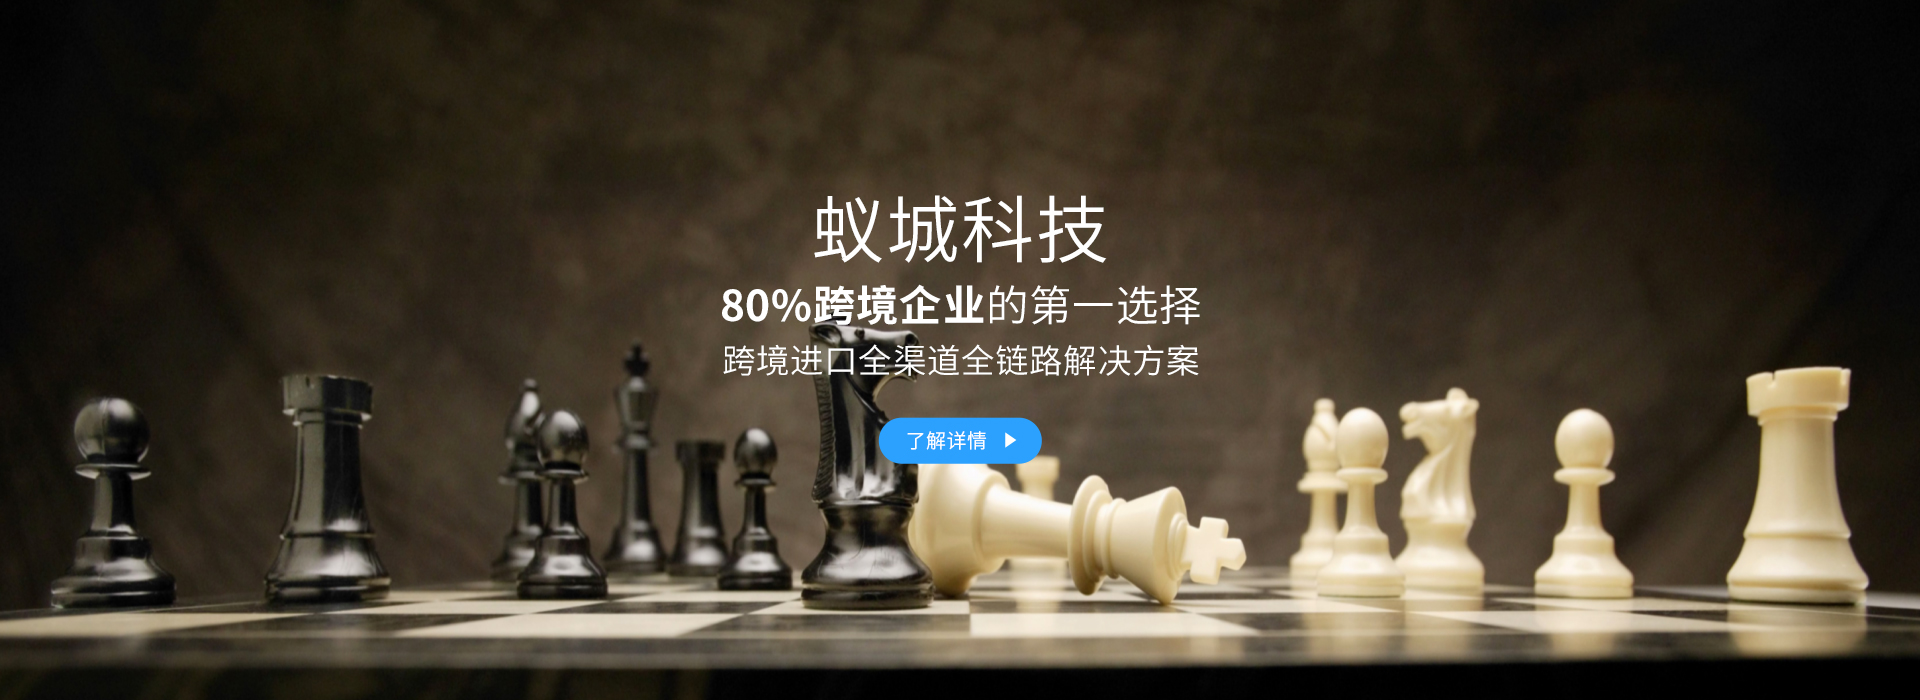 蚁城科技
80%跨境企业的第一选择
跨境进口全渠道全链路解决方案
了解详情